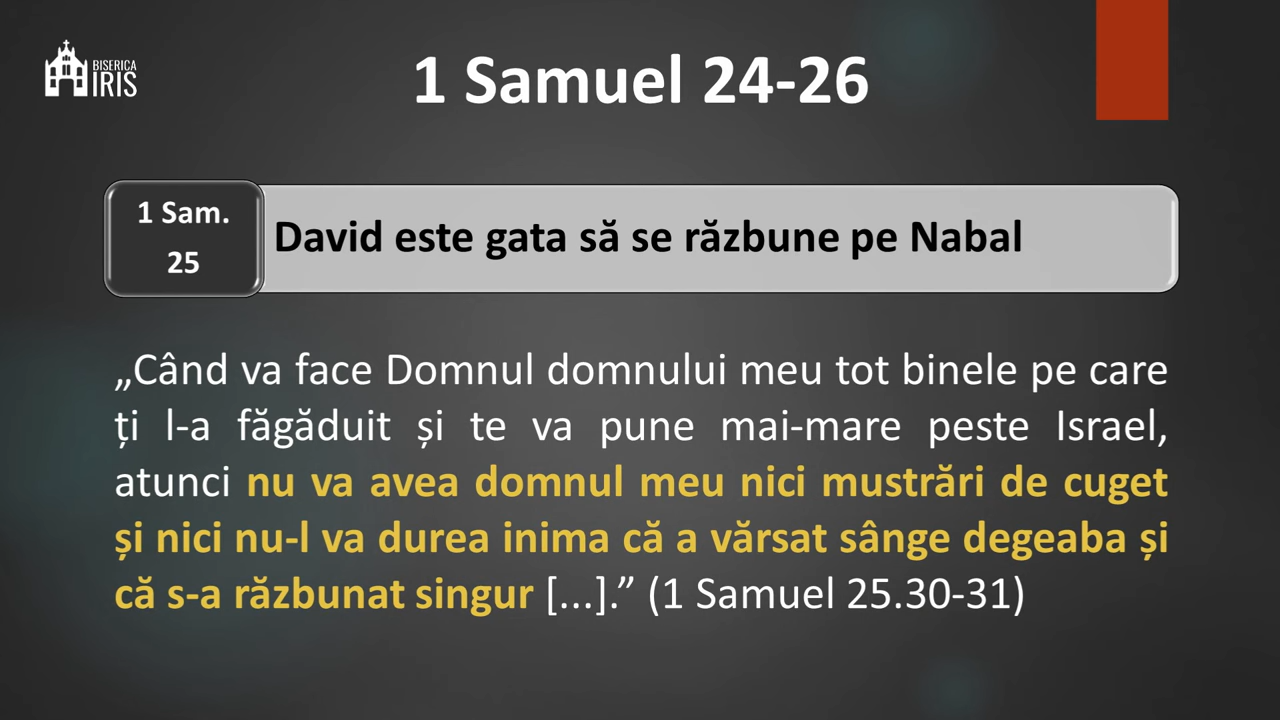 BISERICA
IRIS
1 Samuel 24-26
1 Sam.
25
David este gata să se răzbune pe Nabal
„Când va face Domnul domnului meu tot binele pe care
ți l-a făgăduit și te va pune mai-mare peste Israel,
atunci nu va avea domnul meu nici mustrări de cuget
și nici nu-l va durea inima că a vărsat sânge degeaba și
că s-a răzbunat singur [...].” (1 Samuel 25.30-31)